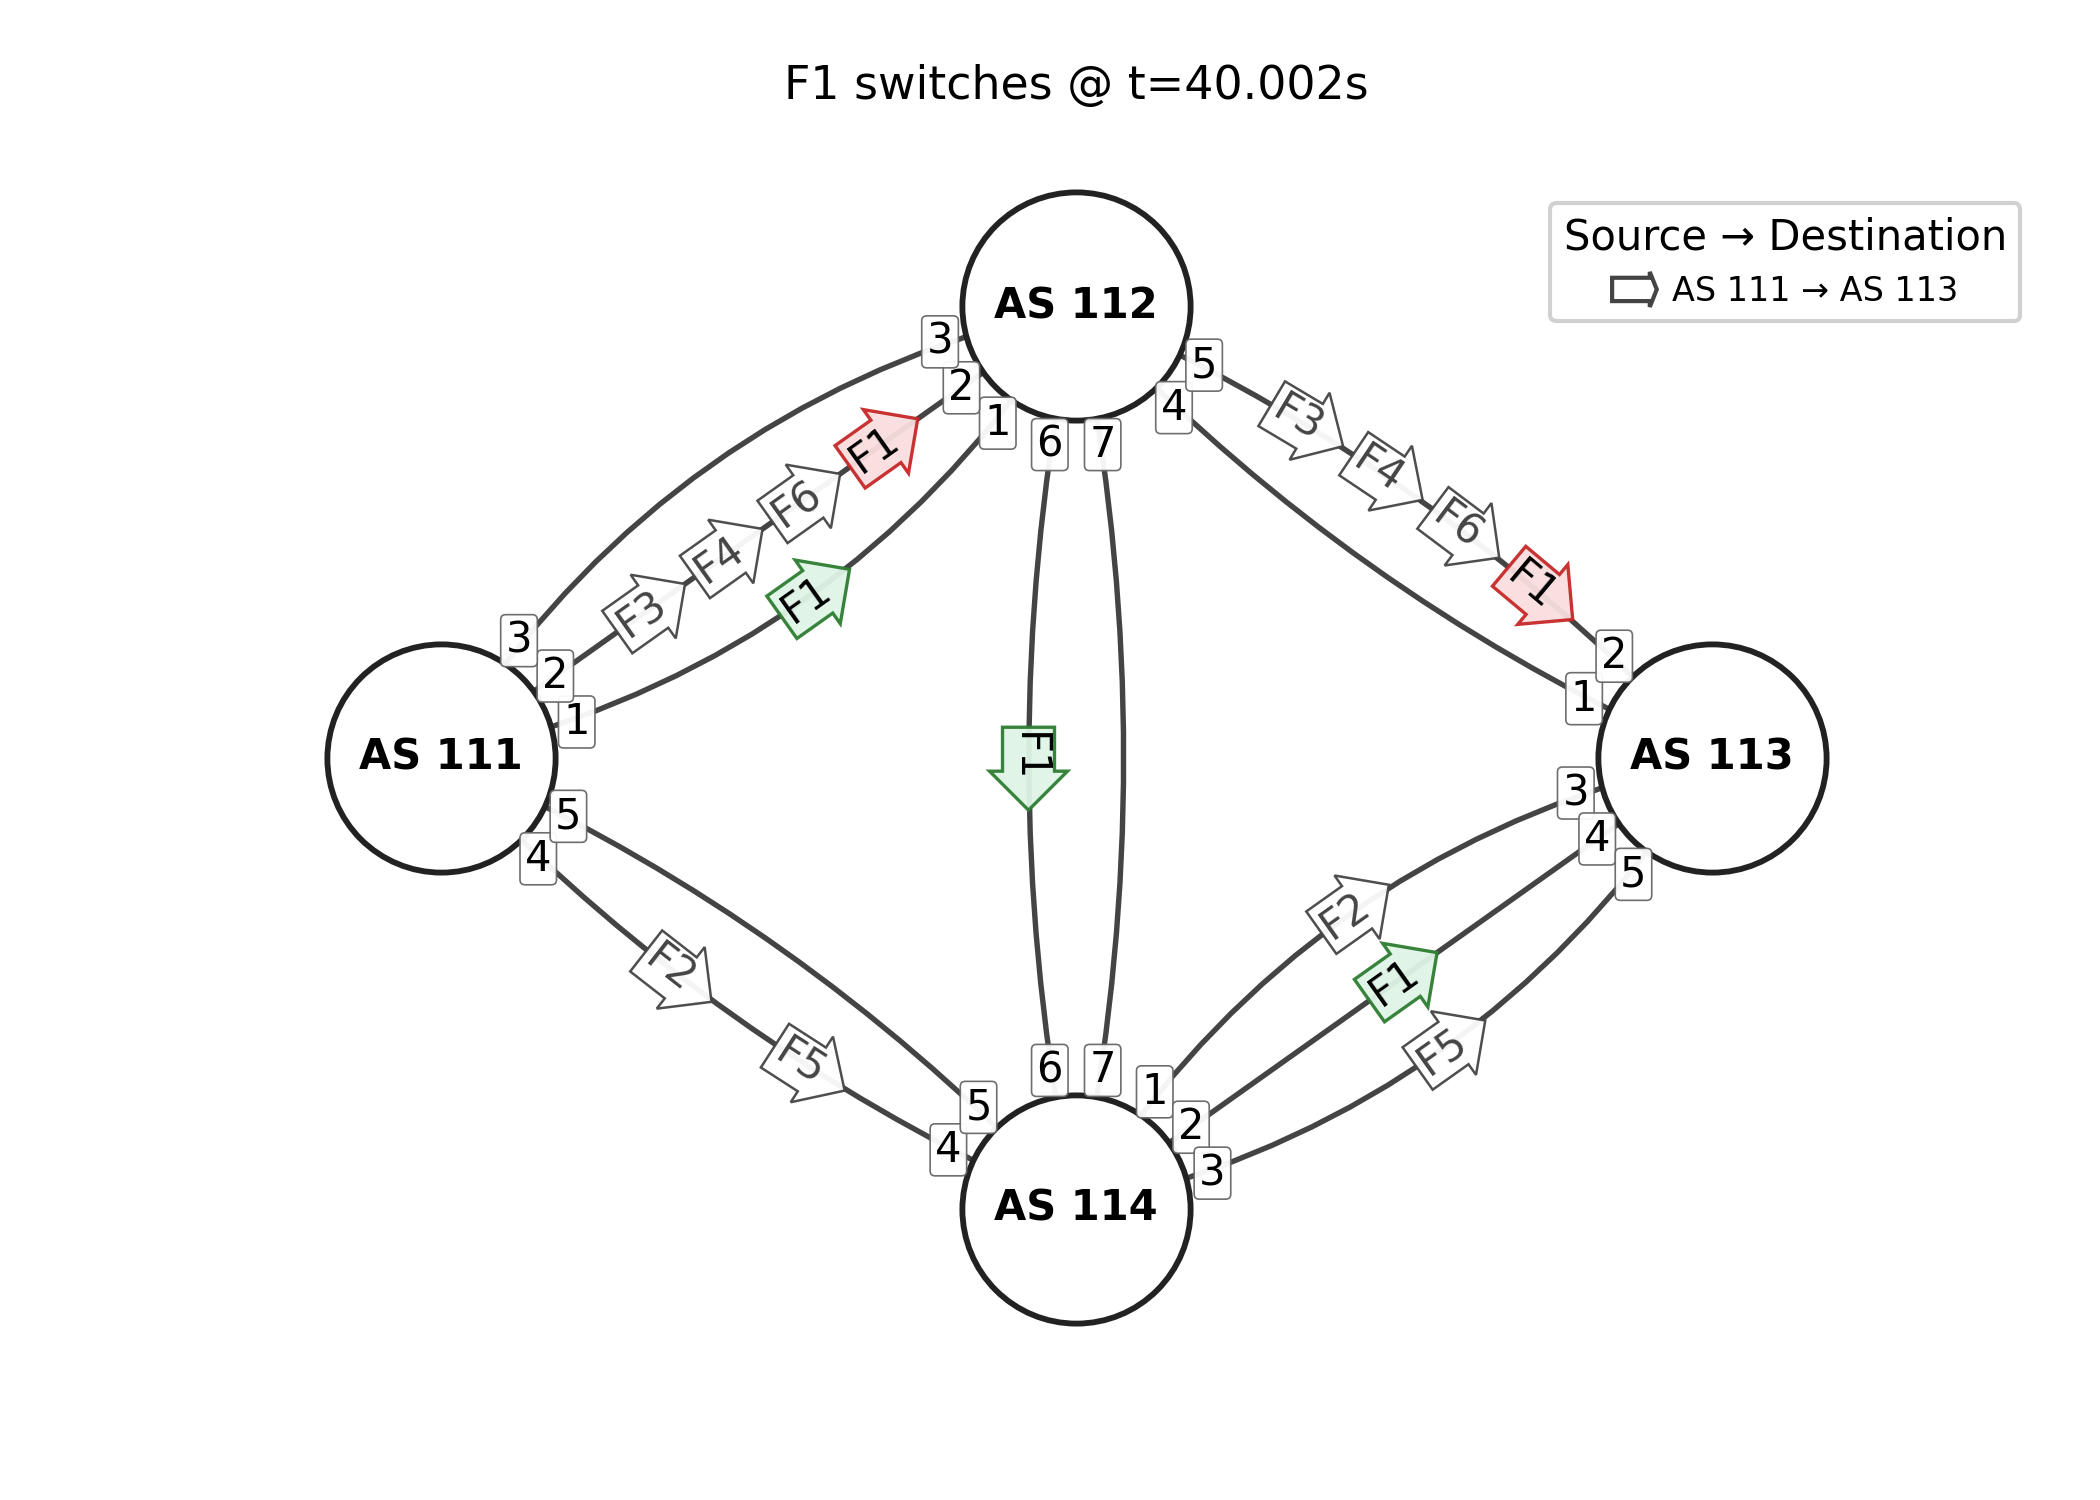 F1 switches @ t=40.002s
Source → Destination
AS 111 → AS 113
AS 112
3
2
1
6
7
4
5
F3
F4
F6
F1
F1
F3
F4
F6
F1
3
2
1
AS 111
5
4
F1
2
1
AS 113
3
4
5
F2
F5
F2
F1
F5
5
4
6
7
1
2
3
AS 114